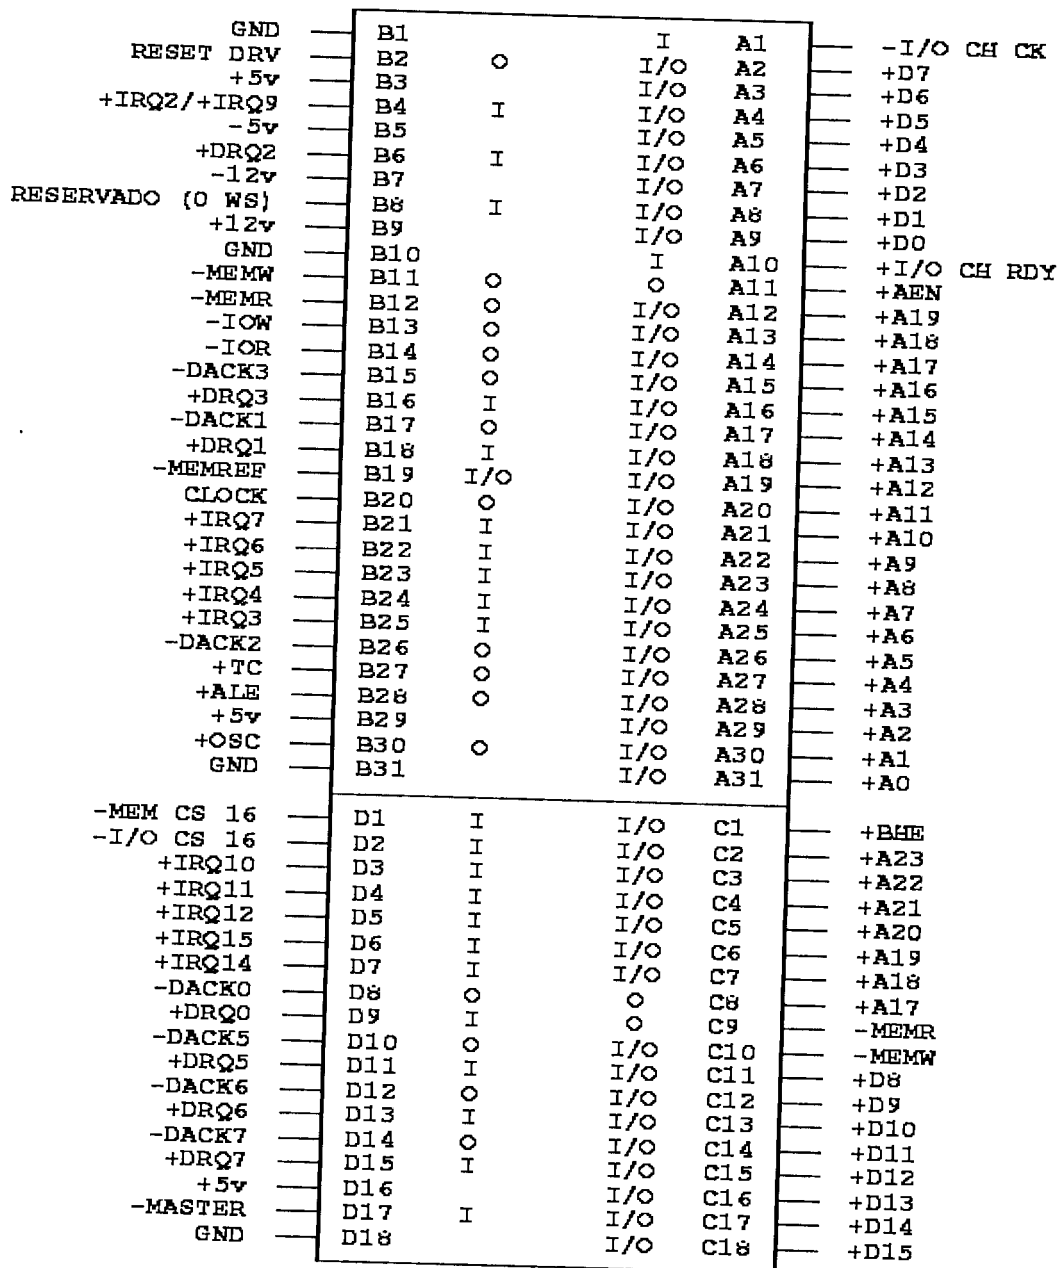 GND B1 I A1 -I/O CH CK
RESET DRV B2 O I/O A2 +D7
+5v B3 I/O A3 +D6
+IRQ2/+IRQ9 B4 I I/O A4 +D5
-5v B5 I/O A5 +D4
+DRQ2 B6 I I/O A6 +D3
-12v B7 I/O A7 +D2
RESERVADO (0 WS) B8 I I/O A8 +D1
+12v B9 I/O A9 +D0
GND B10 I A10 +I/O CH RDY
-MEMW B11 O O A11 +AEN
-MEMR B12 O I/O A12 +A19
-IOW B13 O I/O A13 +A18
-IOR B14 O I/O A14 +A17
-DACK3 B15 O I/O A15 +A16
+DRQ3 B16 I I/O A16 +A15
-DACK1 B17 O I/O A17 +A14
+DRQ1 B18 I I/O A18 +A13
-MEMREF B19 I/O I/O A19 +A12
CLOCK B20 O I/O A20 +A11
+IRQ7 B21 I I/O A21 +A10
+IRQ6 B22 I I/O A22 +A9
+IRQ5 B23 I I/O A23 +A8
+IRQ4 B24 I I/O A24 +A7
+IRQ3 B25 I I/O A25 +A6
-DACK2 B26 O I/O A26 +A5
+TC B27 O I/O A27 +A4
+ALE B28 O I/O A28 +A3
+5v B29 I/O A29 +A2
+OSC B30 O I/O A30 +A1
GND B31 I/O A31 +A0
-MEM CS 16 D1 I I/O C1 +BHE
-I/O CS 16 D2 I I/O C2 +A23
+IRQ10 D3 I I/O C3 +A22
+IRQ11 D4 I I/O C4 +A21
+IRQ12 D5 I I/O C5 +A20
+IRQ15 D6 I I/O C6 +A19
+IRQ14 D7 I I/O C7 +A18
-DACK0 D8 O O C8 +A17
+DRQ0 D9 I O C9 -MEMR
-DACK5 D10 O I/O C10 -MEMW
+DRQ5 D11 I I/O C11 +D8
-DACK6 D12 O I/O C12 +D9
+DRQ6 D13 I I/O C13 +D10
-DACK7 D14 O I/O C14 +D11
+DRQ7 D15 I I/O C15 +D12
+5v D16 I/O C16 +D13
-MASTER D17 I I/O C17 +D14
GND D18 I/O C18 +D15